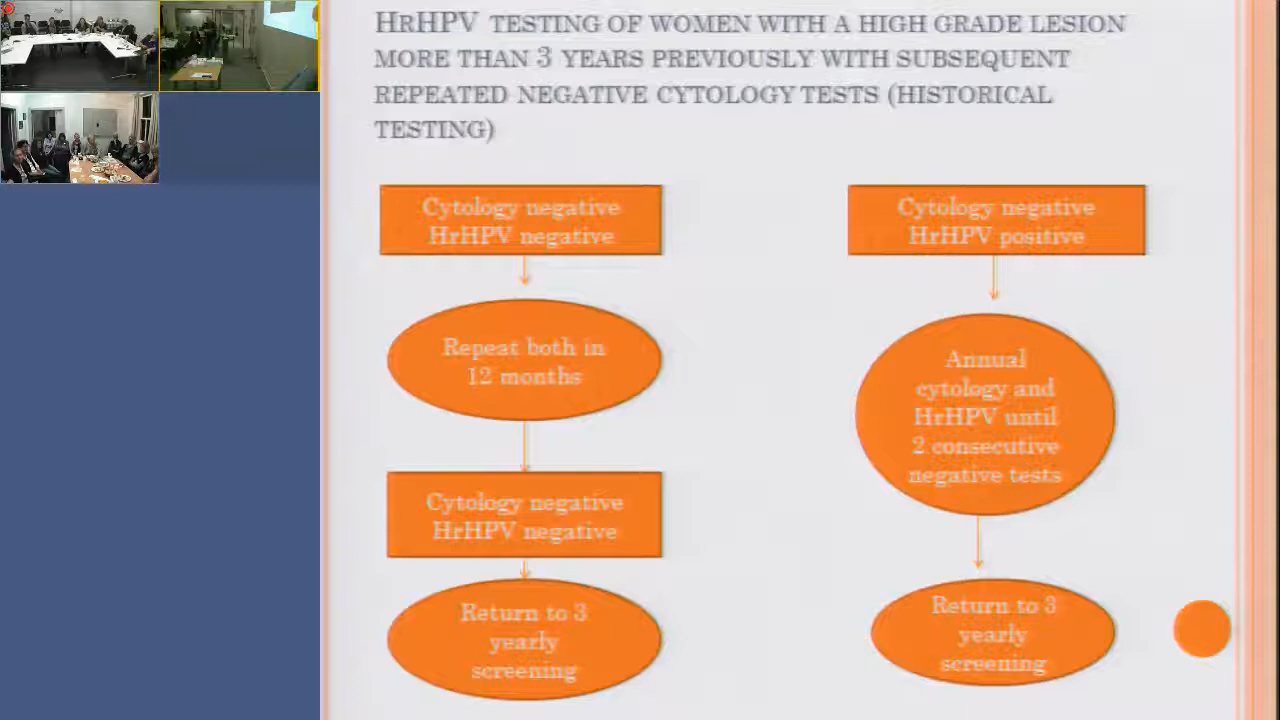 HRHPV TESTING OF WOMEN WITH A HIGH GRADE LESION
MORE THAN 3 YEARS PREVIOUSLY WITH SUBSEQUENT
REPEATED NEGATIVE CYTOLOGY TESTS (HISTORICAL
TESTING)
Cytology negative
HrHPV negative
Repeat both in
12 months
Cytology negative
HrHPV negative
Return to 3
yearly
screening
Cytology negative
HrHPV positive
Annual
cytology and
HrHPV until
2 consecutive
negative tests
Return to 3
yearly
screening